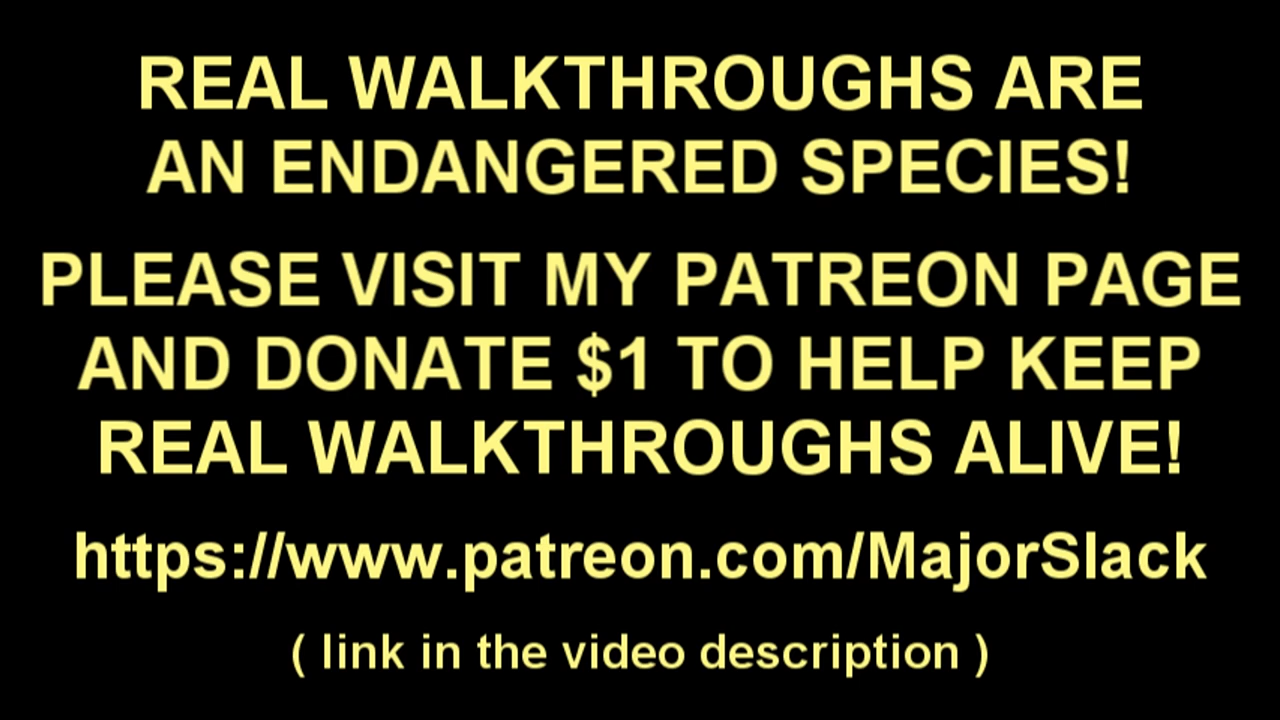 REAL WALKTHROUGHS ARE
AN ENDANGERED SPECIES!
PLEASE VISIT MY PATREON PAGE
AND DONATE $1 TO HELP KEEP
REAL WALKTHROUGHS ALIVE!
https://www.patreon.com/MajorSlack
( link in the video description )